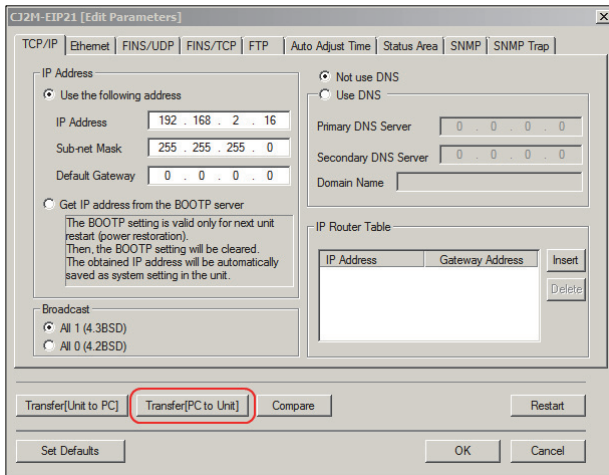 CJ2M-EIP21 [Edit Parameters]
TCP/IP Ethernet FINS/UDP FINS/TCP FTP Auto Adjust Time Status Area SNMP SNMP Trap
IP Address
Use the following address
IP Address 192 . 168 . 2 . 16
Sub-net Mask 255 . 255 . 255 . 0
Default Gateway 0 . 0 . 0 . 0
Get IP address from the BOOTP server
The BOOTP setting is valid only for next unit
restart (power restoration).
Then, the BOOTP setting will be cleared.
The obtained IP address will be automatically
saved as system setting in the unit.
Broadcast
All 1 (4.3BSD)
All 0 (4.2BSD)
Not use DNS
Use DNS
Primary DNS Server 0 . 0 . 0 . 0
Secondary DNS Server 0 . 0 . 0 . 0
Domain Name
IP Router Table
IP Address Gateway Address Insert
Delete
Transfer[Unit to PC] Transfer[PC to Unit] Compare Restart
Set Defaults OK Cancel